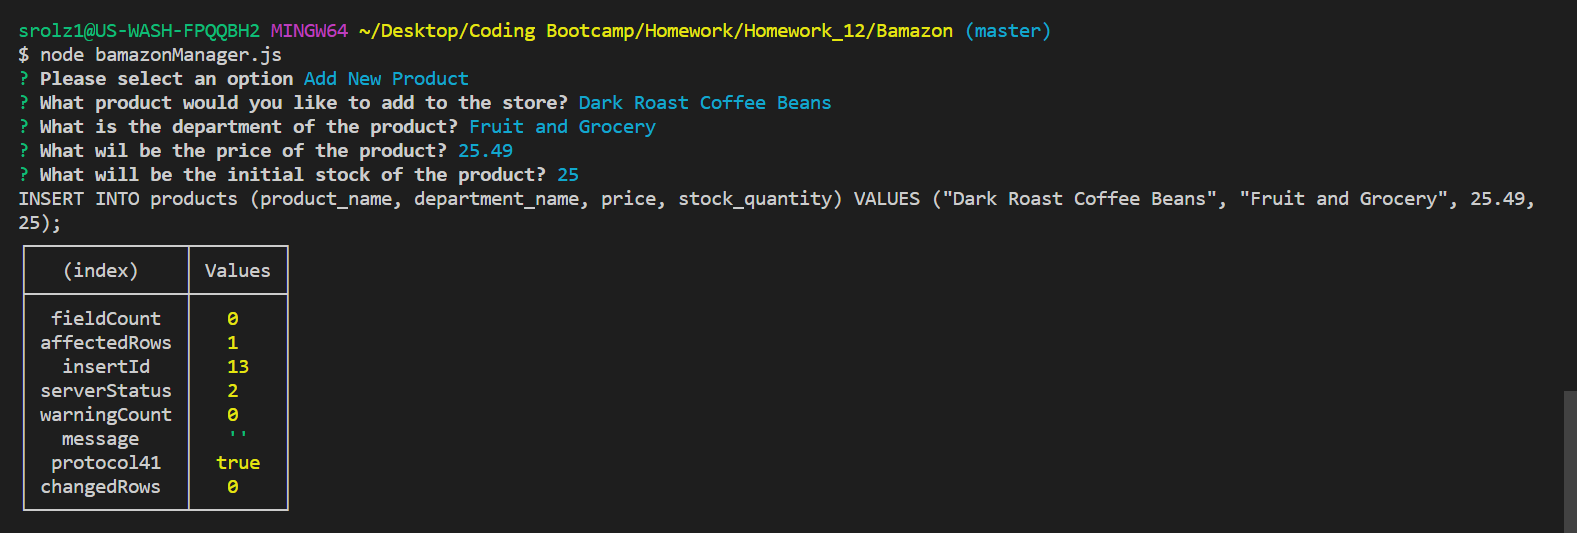 srolz1@US-WASH-FPQQBH2 MINGW64 ~/Desktop/Coding Bootcamp/Homework/Homework_12/Bamazon (master)
$ node bamazonManager.js
? Please select an option Add New Product
? What product would you like to add to the store? Dark Roast Coffee Beans
? What is the department of the product? Fruit and Grocery
? What wil be the price of the product? 25.49
? What will be the initial stock of the product? 25
INSERT INTO products (product_name, department_name, price, stock_quantity) VALUES ("Dark Roast Coffee Beans", "Fruit and Grocery", 25.49,
25);
(index) Values
fieldCount 0
affectedRows 1
insertId 13
serverStatus 2
warningCount 0
message ''
protocol41 true
changedRows 0